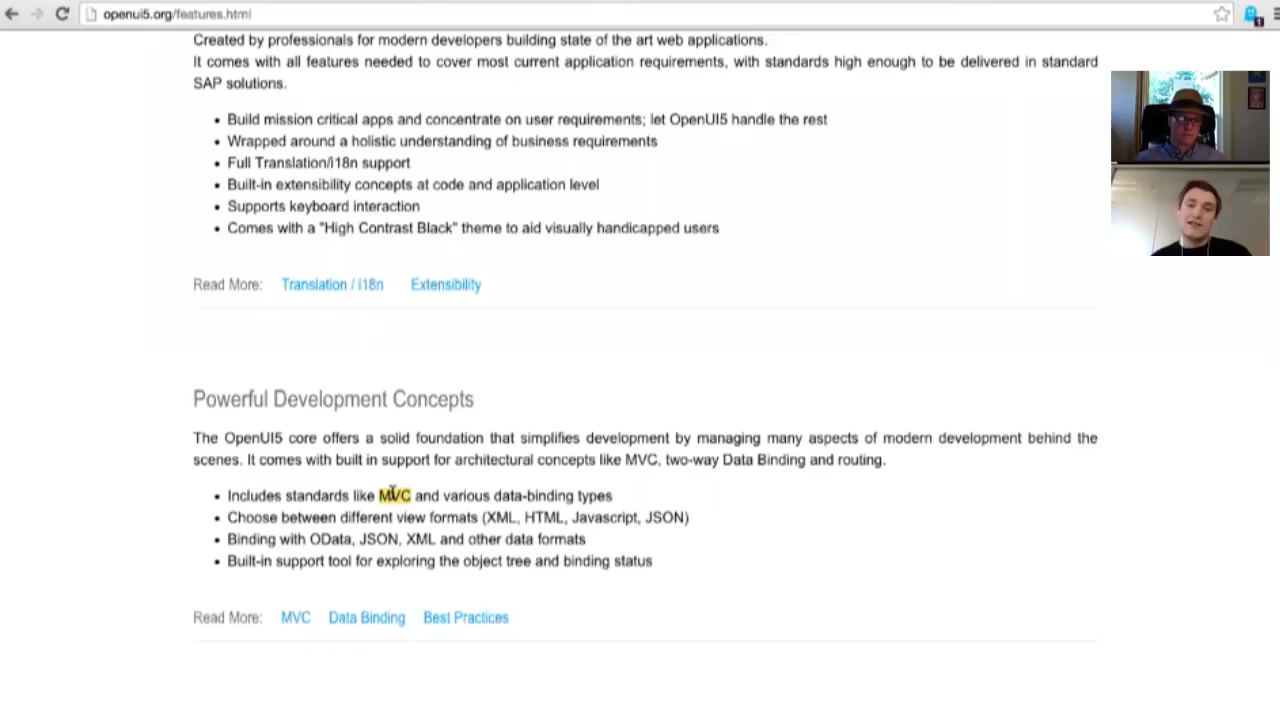 openui5.org/features.html
Created by professionals for modern developers building state of the art web applications.
It comes with all features needed to cover most current application requirements, with standards high enough to be delivered in standard
SAP solutions.
• Build mission critical apps and concentrate on user requirements; let OpenUI5 handle the rest
• Wrapped around a holistic understanding of business requirements
• Full Translation/i18n support
• Built-in extensibility concepts at code and application level
• Supports keyboard interaction
• Comes with a "High Contrast Black" theme to aid visually handicapped users
Read More: Translation / i18n Extensibility
Powerful Development Concepts
The OpenUI5 core offers a solid foundation that simplifies development by managing many aspects of modern development behind the
scenes. It comes with built in support for architectural concepts like MVC, two-way Data Binding and routing.
• Includes standards like MVC and various data-binding types
• Choose between different view formats (XML, HTML, Javascript, JSON)
• Binding with OData, JSON, XML and other data formats
• Built-in support tool for exploring the object tree and binding status
Read More: MVC Data Binding Best Practices